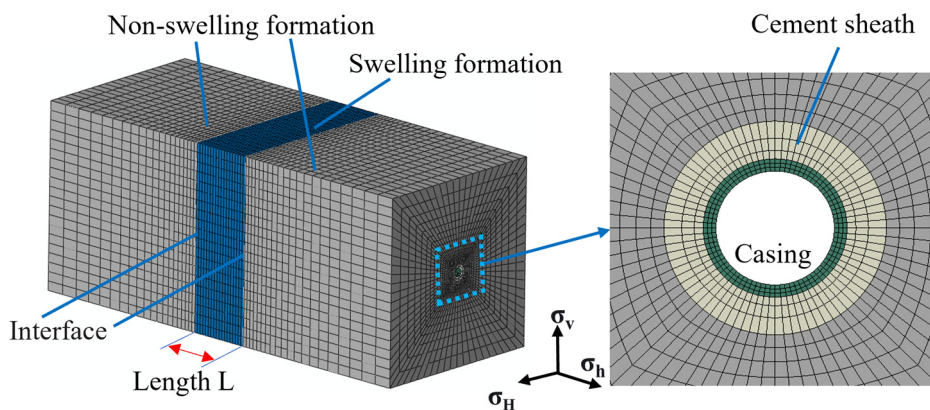 Non-swelling formation
Swelling formation
Cement sheath
Casing
Interface
Length L
σv
σh
σH